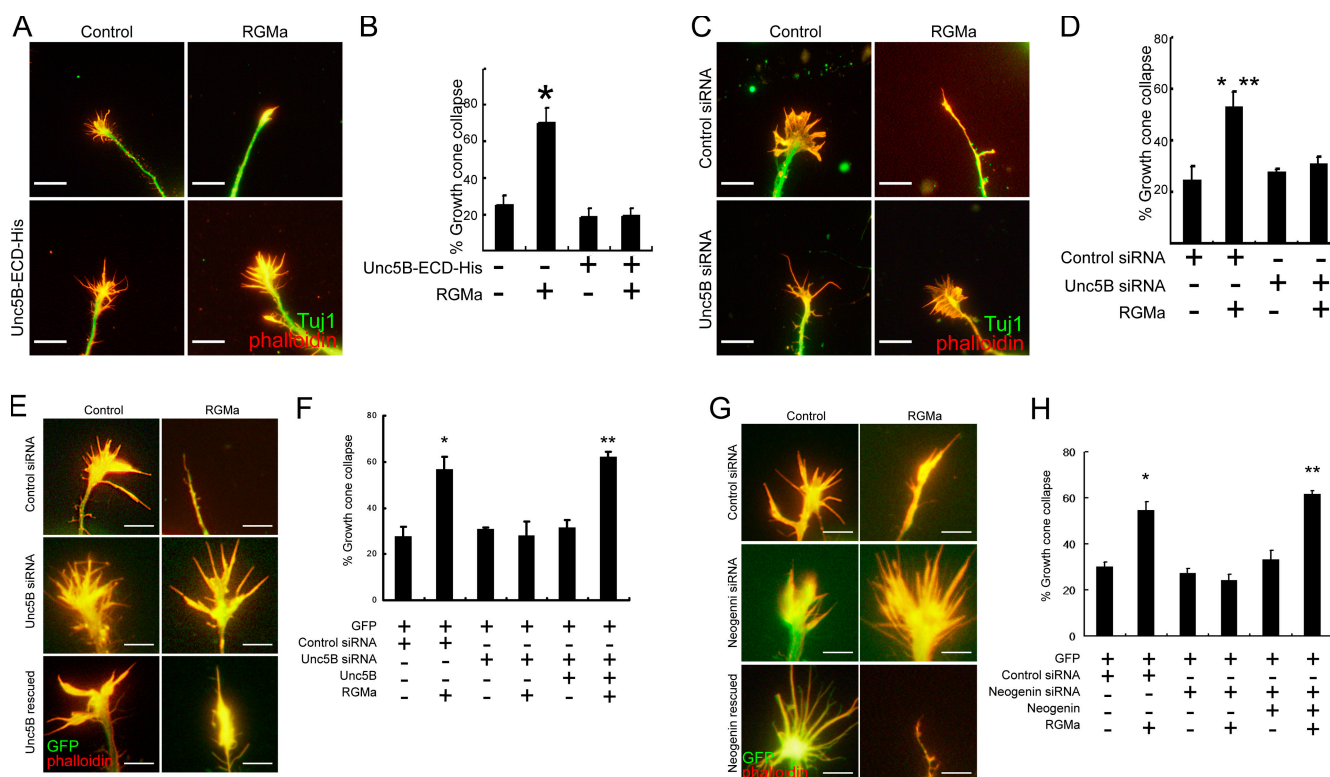 A
Control
RGMa
Unc5B-ECD-His
Tuj1
phalloidin
B
% Growth cone collapse
80
60
40
20
*
Unc5B-ECD-His - - + +
RGMa - + - +
C
Control
RGMa
Control siRNA
Unc5B siRNA
Tuj1
phalloidin
D
% Growth cone collapse
80
60
40
20
* **
Control siRNA + + - -
Unc5B siRNA - - + +
RGMa - + - +
E
Control
RGMa
Control siRNA
Unc5B siRNA
Unc5B rescued
GFP
phalloidin
F
% Growth cone collapse
80
60
40
20
0
*
**
GFP + + + + + +
Control siRNA + + - - - -
Unc5B siRNA - - + + + +
Unc5B - - - - + +
RGMa - + - + - +
G
Control
RGMa
Control siRNA
Neogenni siRNA
Neogenin rescued
GFP
phalloidin
H
% Growth cone collapse
80
60
40
20
0
*
**
GFP + + + + + +
Control siRNA + + - - - -
Neogenin siRNA - - + + + +
Neogenin - - - - + +
RGMa - + - + - +